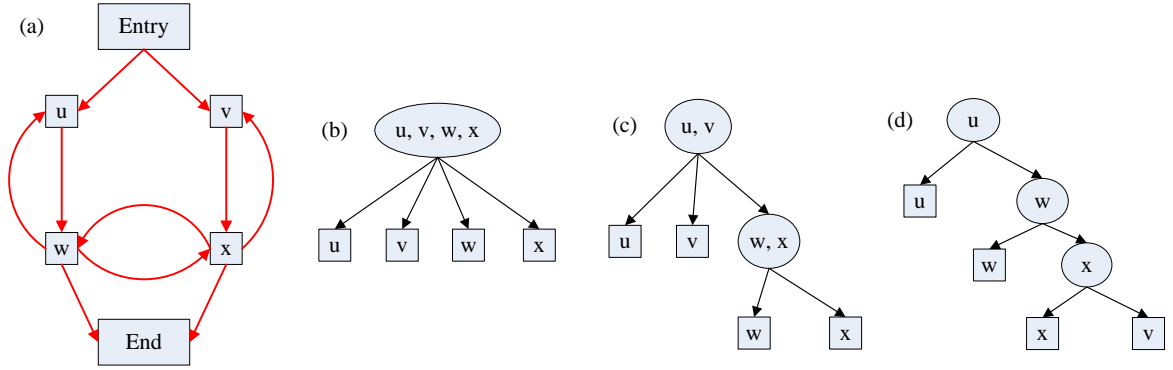 (a)
Entry
u
v
w
x
End
(b)
u, v, w, x
u
v
w
x
(c)
u, v
u
v
w, x
w
x
(d)
u
u
w
w
x
x
v